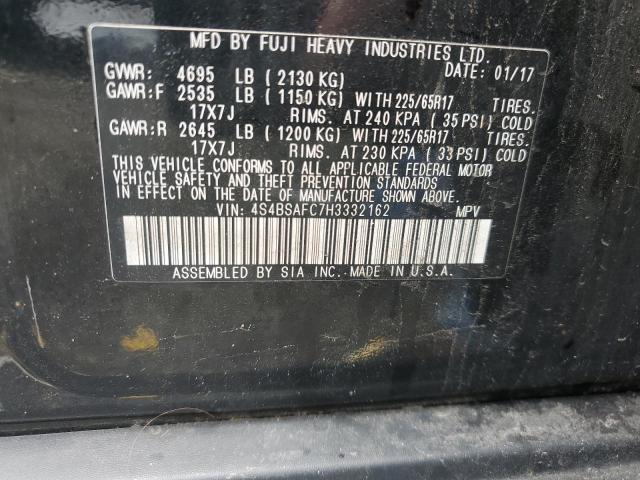 MFD BY FUJI HEAVY INDUSTRIES LTD.
GVWR: 4695 LB ( 2130 KG) DATE: 01/17
GAWR:F 2535 LB ( 1150 KG) WITH 225/65R17 TIRES.
17X7J RIMS. AT 240 KPA ( 35 PSI) COLD
GAWR:R 2645 LB ( 1200 KG) WITH 225/65R17 TIRES.
17X7J RIMS. AT 230 KPA ( 33 PSI) COLD
THIS VEHICLE CONFORMS TO ALL APPLICABLE FEDERAL MOTOR
VEHICLE SAFETY AND THEFT PREVENTION STANDARDS
IN EFFECT ON THE DATE OF MANUFACTURE SHOWN ABOVE.
VIN: 4S4BSAFC7H3332162 MPV
ASSEMBLED BY SIA INC. MADE IN U.S.A.